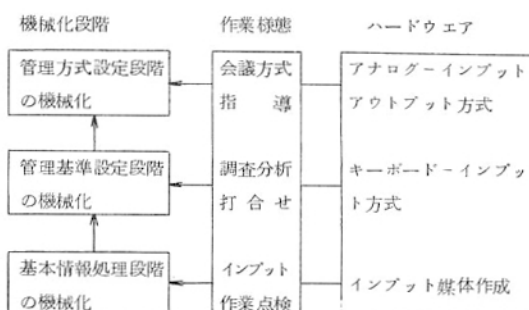 機械化段階 作業様態 ハードウェア
管理方式設定段階 会議方式 アナログ−インプット
の機械化 指導 アウトプット方式
管理基準設定段階 調査分析 キーボード−インプッ
の機械化 打合せ ト方式
基本情報処理段階 インプット インプット媒体作成
の機械化 作業点検